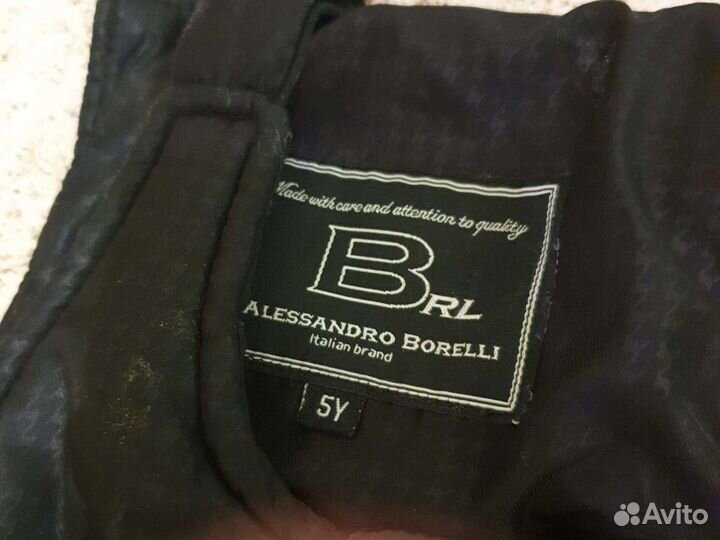 Made with care and attention to quality
BRL
ALESSANDRO BORELLI
Italian brand
5Y
Avito